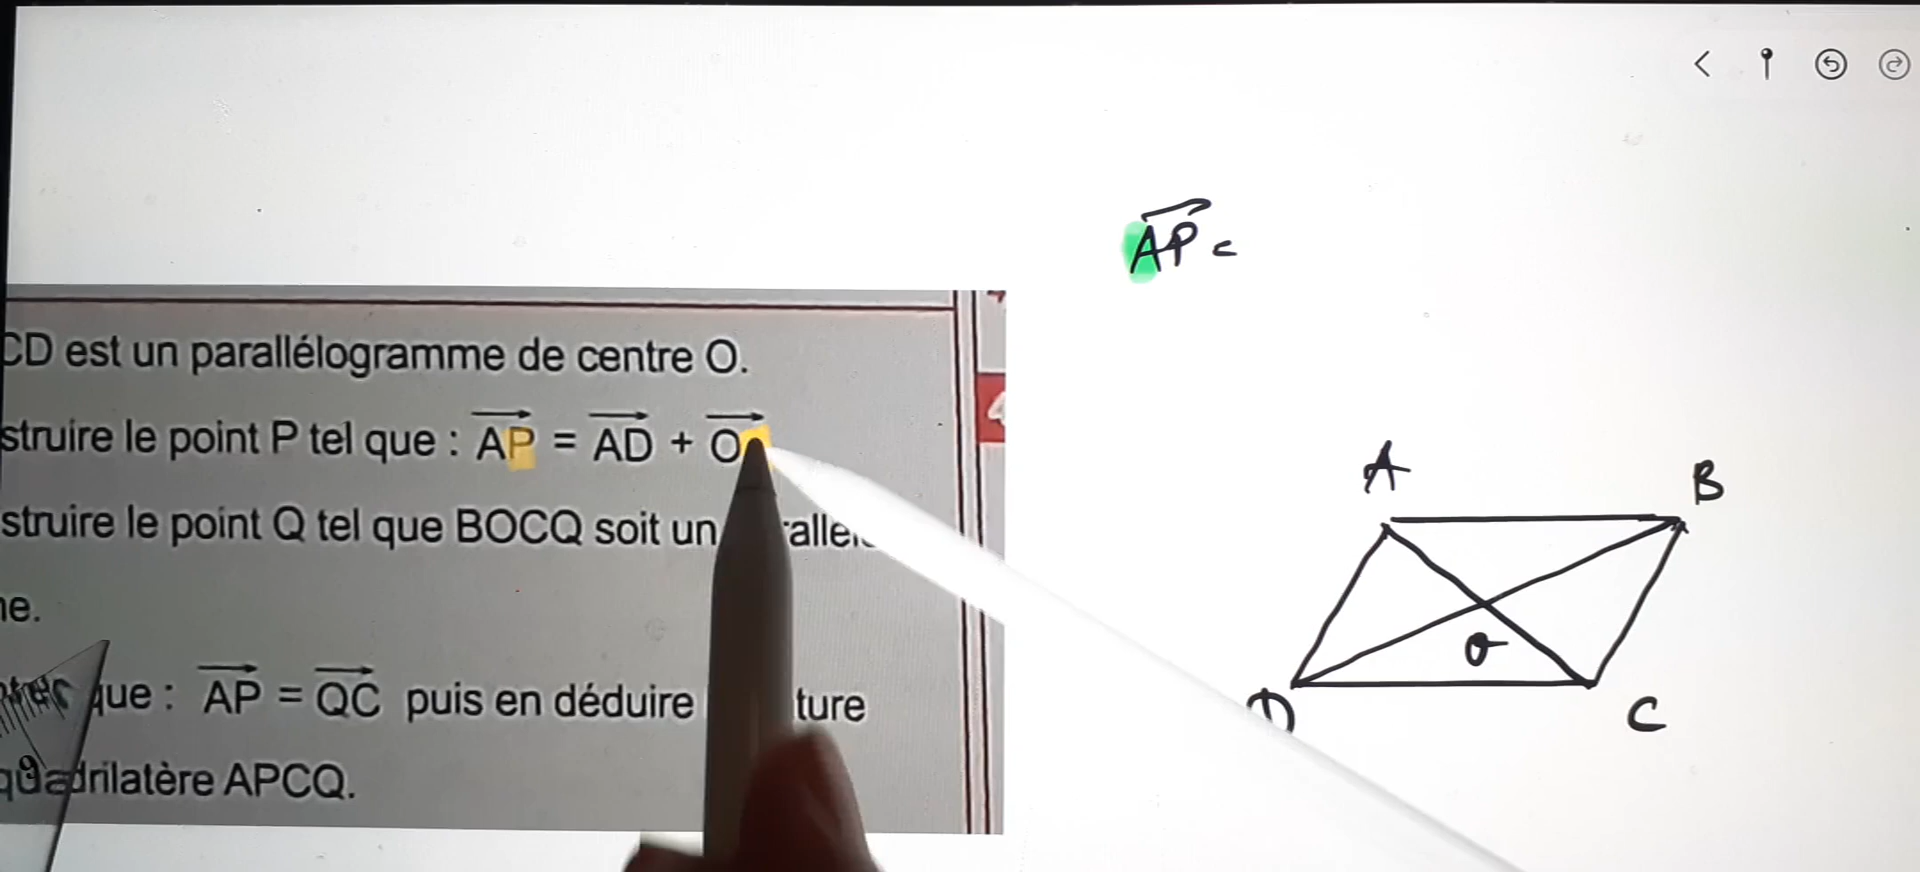 AP =
CD est un parallélogramme de centre O.
struire le point P tel que : AP = AD + O
struire le point Q tel que BOCQ soit un
ne.
que : AP = QC puis en déduire ture
quadrilatère APCQ.
A
B
O
D
C